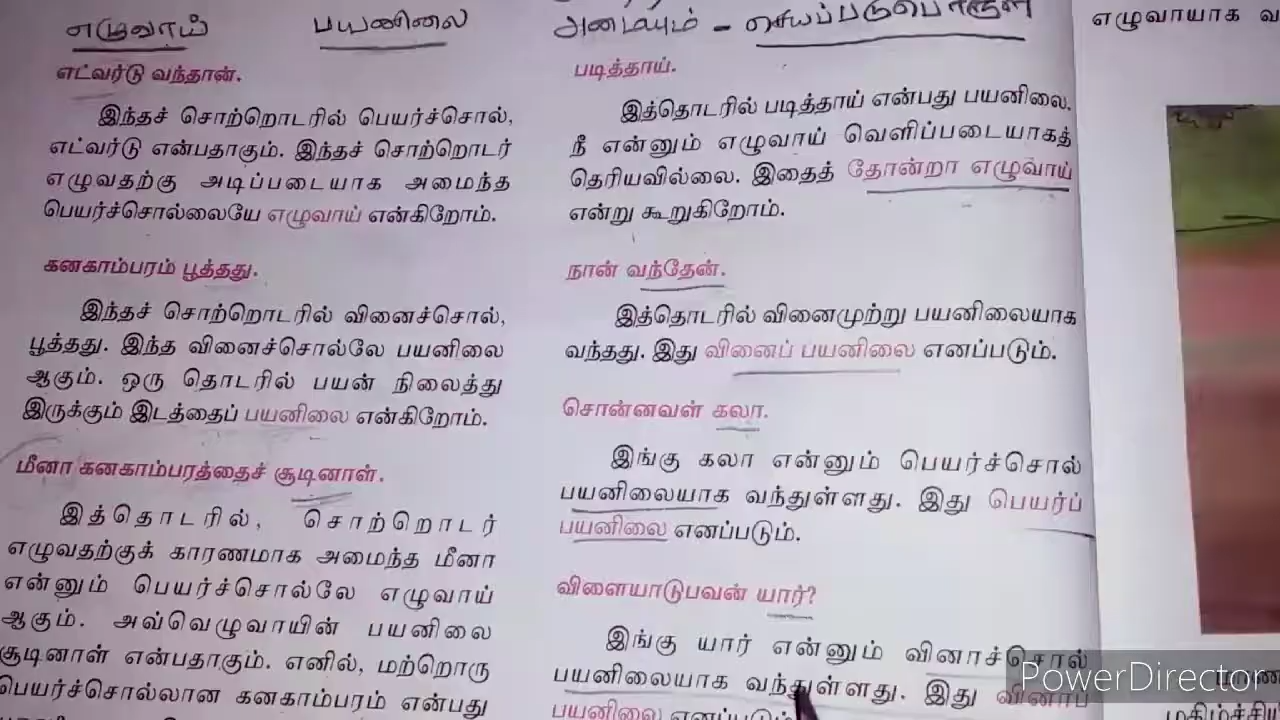 எழுவாய் பயனிலை
எட்வர்டு வந்தான்.
இந்தச் சொற்றொடரில் பெயர்ச்சொல்,
எட்வர்டு என்பதாகும். இந்தச் சொற்றொடர்
எழுவதற்கு அடிப்படையாக அமைந்த
பெயர்ச்சொல்லையே எழுவாய் என்கிறோம்.
கனகாம்பரம் பூத்தது.
இந்தச் சொற்றொடரில் வினைச்சொல்,
பூத்தது. இந்த வினைச்சொல்லே பயனிலை
ஆகும். ஒரு தொடரில் பயன் நிலைத்து
இருக்கும் இடத்தைப் பயனிலை என்கிறோம்.
மீனா கனகாம்பரத்தைச் சூடினாள்.
இத்தொடரில், சொற்றொடர்
எழுவதற்குக் காரணமாக அமைந்த மீனா
என்னும் பெயர்ச்சொல்லே எழுவாய்
ஆகும். அவ்வெழுவாயின் பயனிலை
சூடினாள் என்பதாகும். எனில், மற்றொரு
பெயர்ச்சொல்லான கனகாம்பரம் என்பது
அமையும் - செயப்படுபொருள்
படித்தாய்.
இத்தொடரில் படித்தாய் என்பது பயனிலை.
நீ என்னும் எழுவாய் வெளிப்படையாகத்
தெரியவில்லை. இதைத் தோன்றா எழுவாய்
என்று கூறுகிறோம்.
நான் வந்தேன்.
இத்தொடரில் வினைமுற்று பயனிலையாக
வந்தது. இது வினைப் பயனிலை எனப்படும்.
சொன்னவள் கலா.
இங்கு கலா என்னும் பெயர்ச்சொல்
பயனிலையாக வந்துள்ளது. இது பெயர்ப்
பயனிலை எனப்படும்.
விளையாடுபவன் யார்?
இங்கு யார் என்னும் வினாச்சொல்
பயனிலையாக வந்துள்ளது. இது வினாப்
பயனிலை எனப்படும்
எழுவாயாக
PowerDirector